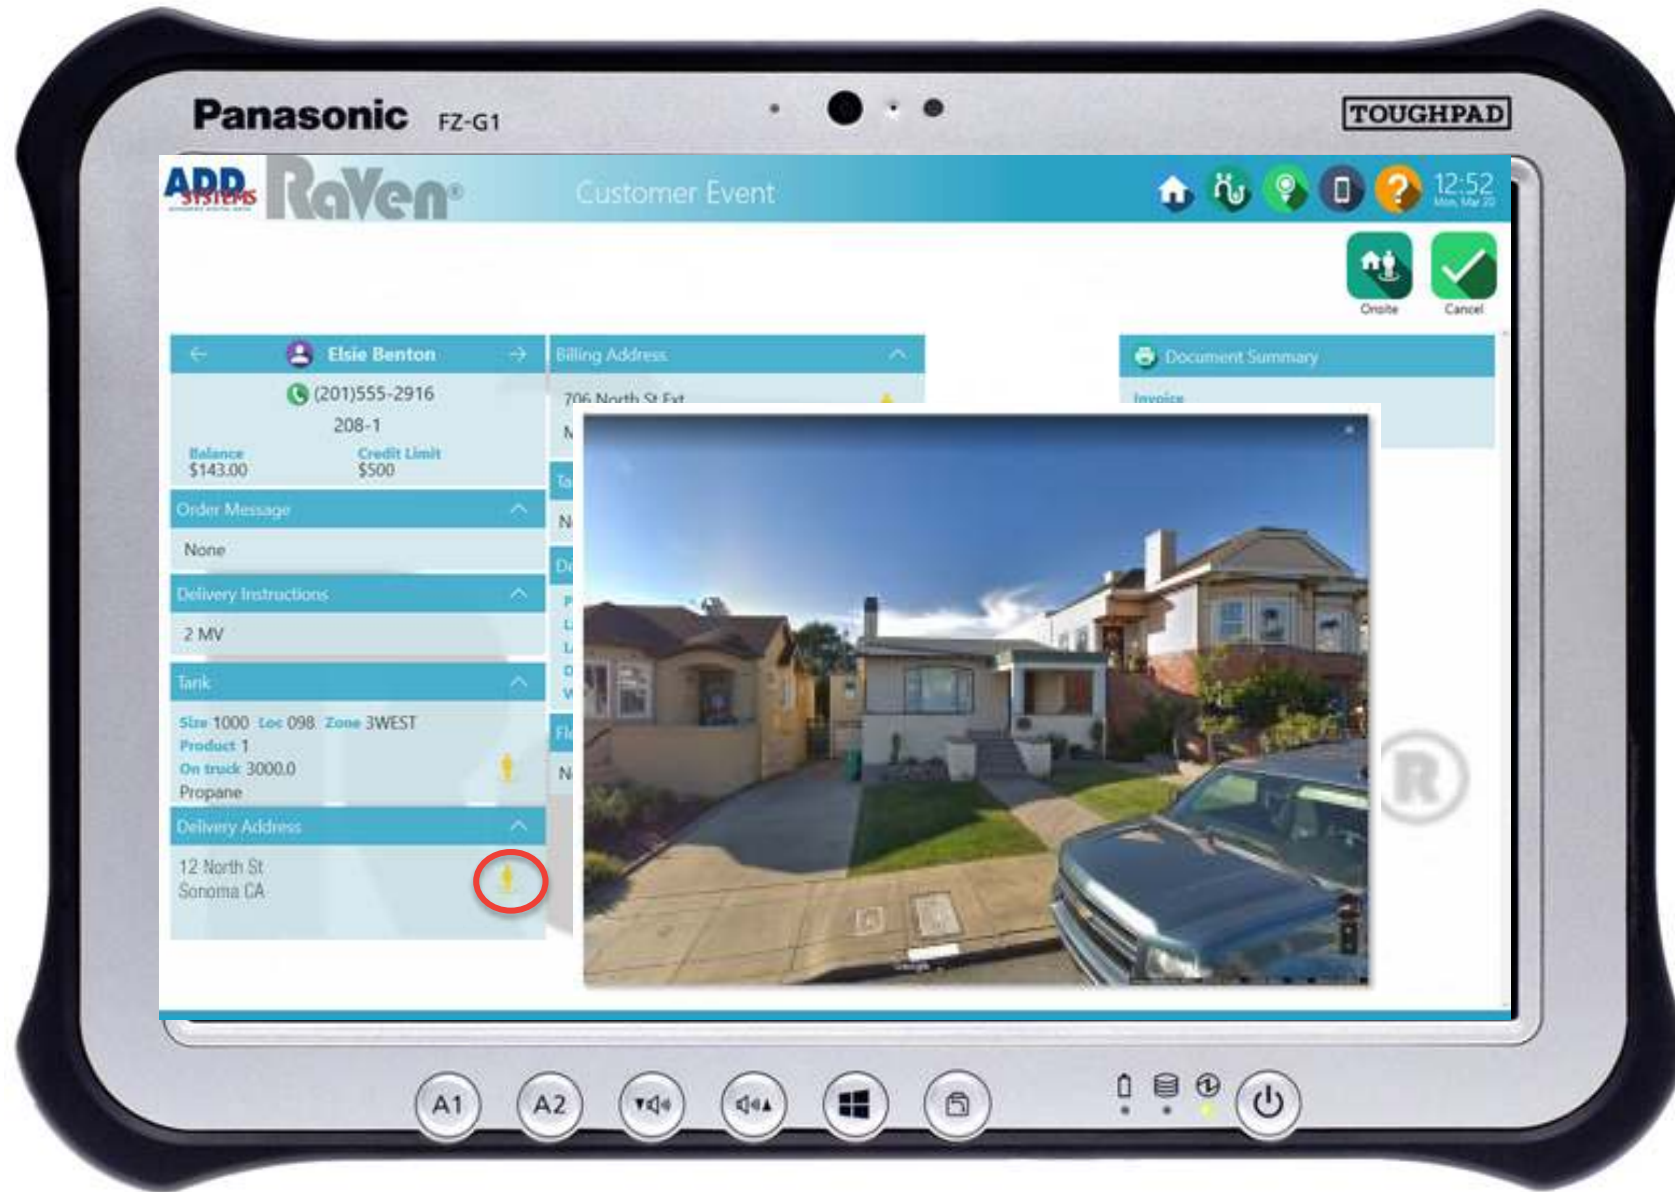 Panasonic FZ-G1
TOUGHPAD
ADD SYSTEMS
RaVen®
Customer Event
12:52
Mon, Mar 20
Onsite
Cancel
Elsie Benton
(201)555-2916
208-1
Balance
Credit Limit
$143.00
$500
Order Message
None
Delivery Instructions
2 MV
Tank
Size 1000 Loc 098 Zone 3WEST
Product 1
On truck 3000.0
Propane
Delivery Address
12 North St
Sonoma CA
Billing Address
706 North St Ext
Document Summary
Invoice
®
A1
A2